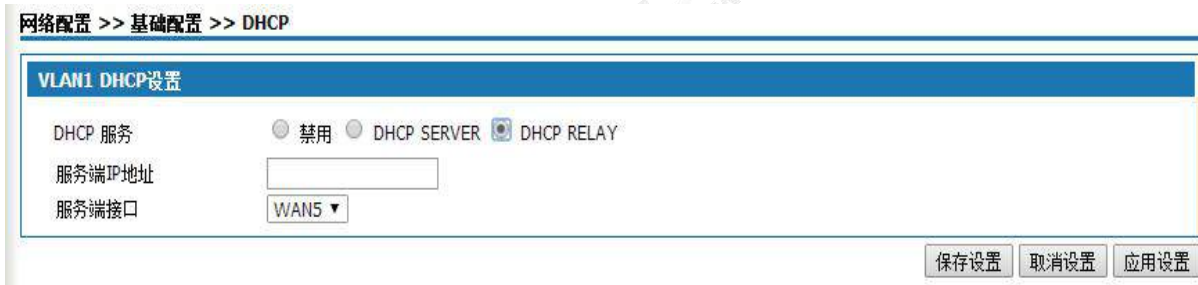 网络配置 >> 基础配置 >> DHCP
VLAN1 DHCP设置
DHCP 服务 禁用 DHCP SERVER DHCP RELAY
服务端IP地址
服务端接口 WAN5
保存设置 取消设置 应用设置